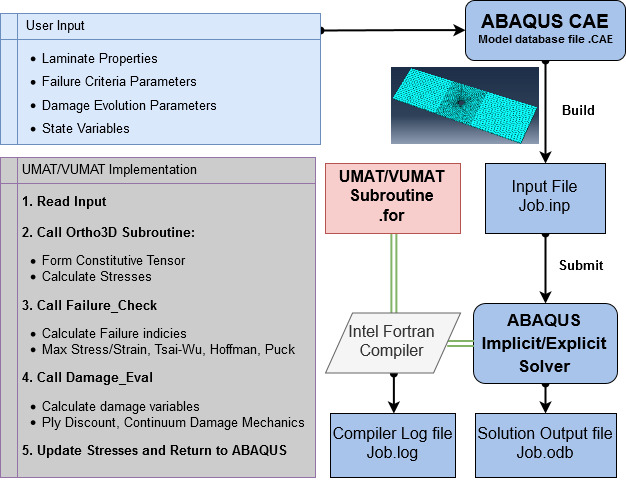 User Input
Laminate Properties
Failure Criteria Parameters
Damage Evolution Parameters
State Variables
ABAQUS CAE
Model database file .CAE
Build
UMAT/VUMAT Implementation
1. Read Input
2. Call Ortho3D Subroutine:
Form Constitutive Tensor
Calculate Stresses
3. Call Failure_Check
Calculate Failure indicies
Max Stress/Strain, Tsai-Wu, Hoffman, Puck
4. Call Damage_Eval
Calculate damage variables
Ply Discount, Continuum Damage Mechanics
5. Update Stresses and Return to ABAQUS
UMAT/VUMAT
Subroutine
.for
Input File
Job.inp
Submit
Intel Fortran
Compiler
ABAQUS
Implicit/Explicit
Solver
Compiler Log file
Job.log
Solution Output file
Job.odb